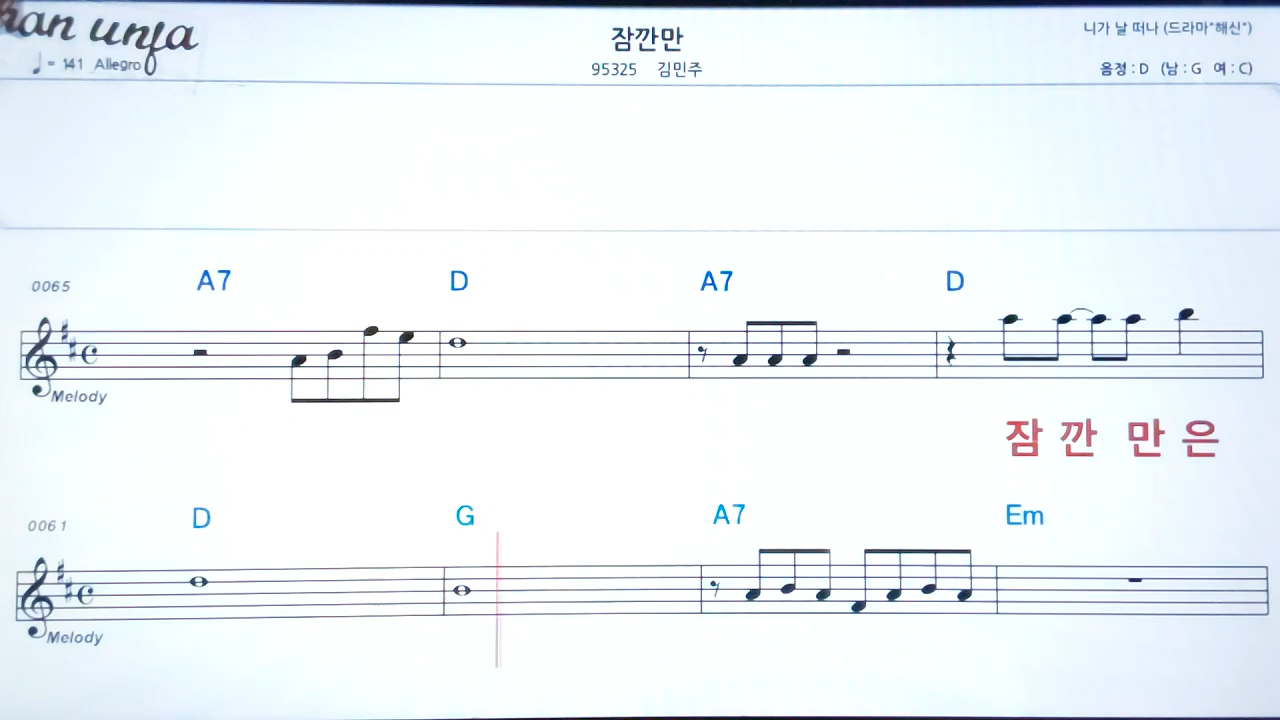 han unfa
잠깐만
니가 날 떠나 (드라마"해신")
♩= 141 Allegro
95325 김민주
음정 : D (남 : G 여 : C)
0065 A7 D A7 D
Melody
잠 깐 만 은
0061 D G A7 Em
Melody